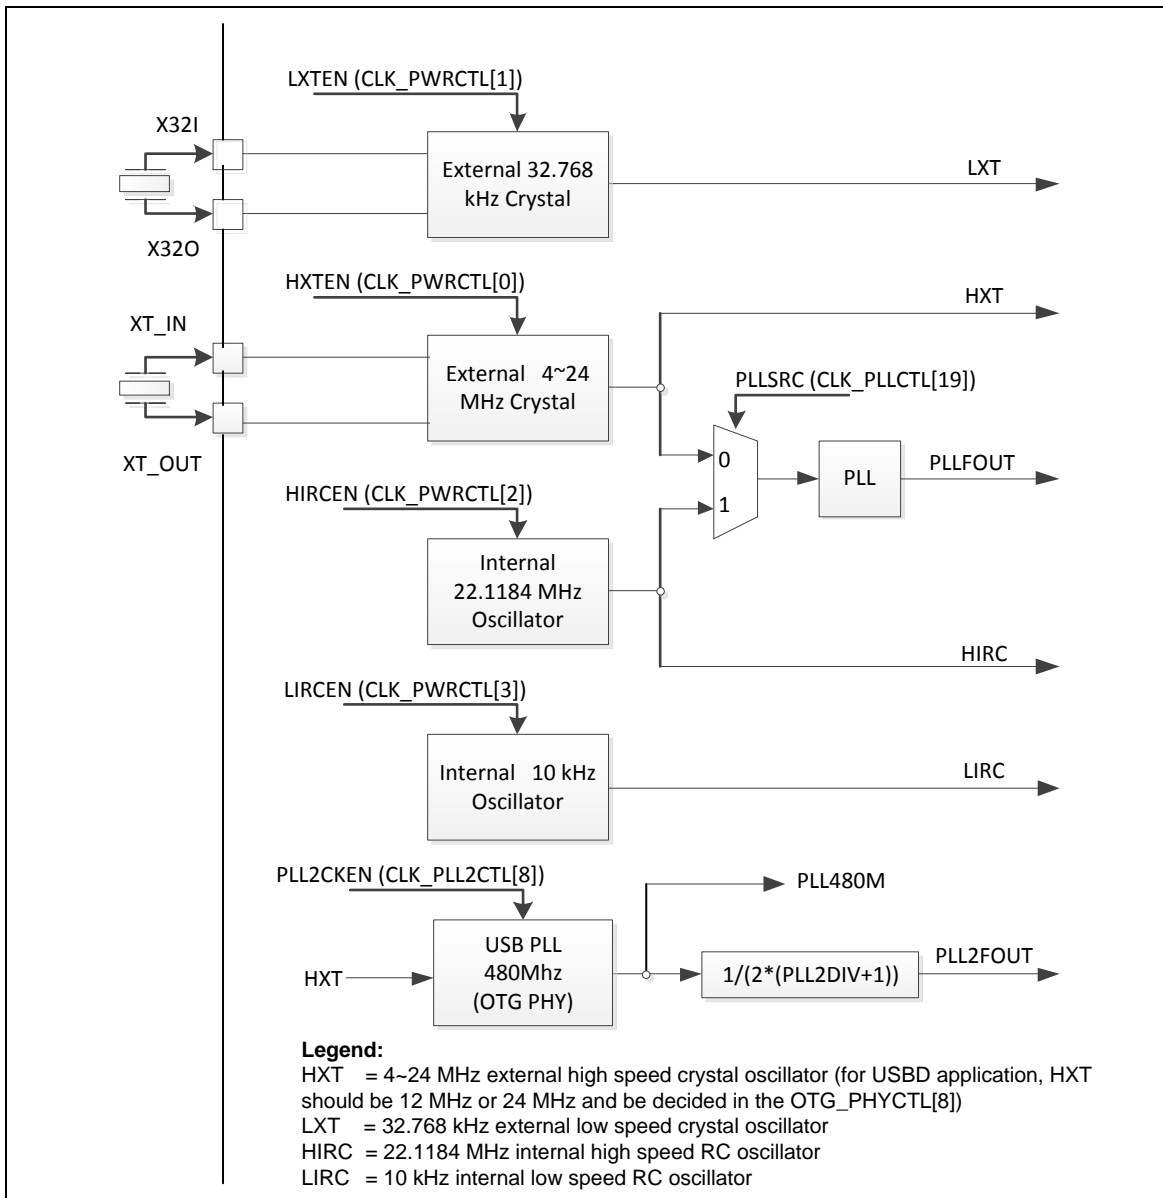 LXTEN (CLK_PWRCTL[1])
X32I
External 32.768
kHz Crystal
LXT
X32O
HXTEN (CLK_PWRCTL[0])
HXT
XT_IN
External 4~24
MHz Crystal
PLLSRC (CLK_PLLCTL[19])
XT_OUT
0
1
PLL
PLLFOUT
HIRCEN (CLK_PWRCTL[2])
Internal
22.1184 MHz
Oscillator
HIRC
LIRCEN (CLK_PWRCTL[3])
Internal 10 kHz
Oscillator
LIRC
PLL2CKEN (CLK_PLL2CTL[8])
PLL480M
HXT
USB PLL
480Mhz
(OTG PHY)
1/(2*(PLL2DIV+1))
PLL2FOUT
Legend:
HXT = 4~24 MHz external high speed crystal oscillator (for USBD application, HXT
should be 12 MHz or 24 MHz and be decided in the OTG_PHYCTL[8])
LXT = 32.768 kHz external low speed crystal oscillator
HIRC = 22.1184 MHz internal high speed RC oscillator
LIRC = 10 kHz internal low speed RC oscillator